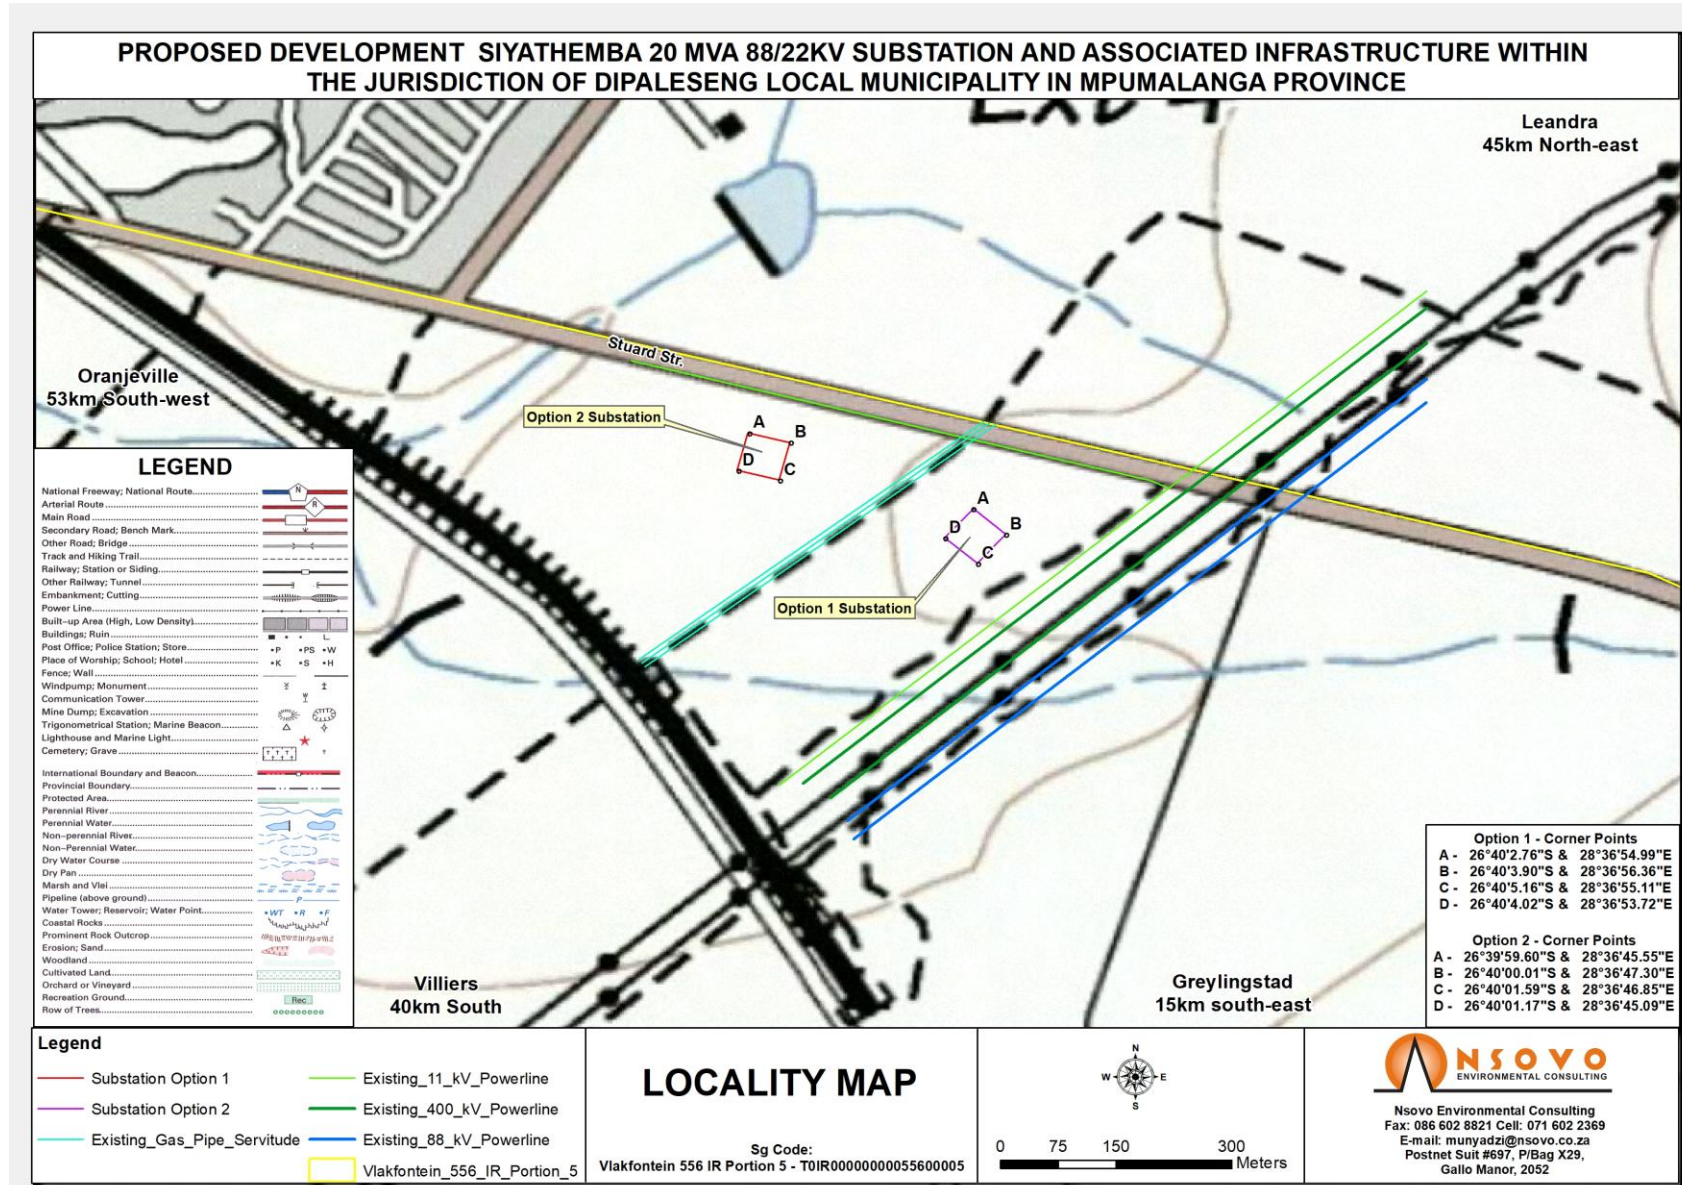 PROPOSED DEVELOPMENT SIYATHEMBA 20 MVA 88/22KV SUBSTATION AND ASSOCIATED INFRASTRUCTURE WITHIN
THE JURISDICTION OF DIPALESENG LOCAL MUNICIPALITY IN MPUMALANGA PROVINCE
Leandra
45km North-east
Stuard Str.
Oranjeville
53km South-west
Option 2 Substation
A
B
D
C
A
B
D
C
Option 1 Substation
Villiers
40km South
Greylingstad
15km south-east
LEGEND
National Freeway; National Route
N
Arterial Route
R
Main Road
Secondary Road; Bench Mark
Other Road; Bridge
Track and Hiking Trail
Railway; Station or Siding
Other Railway; Tunnel
Embankment; Cutting
Power Line
Built-up Area (High, Low Density)
Buildings; Ruin
Post Office; Police Station; Store
•P •PS •W
Place of Worship; School; Hotel
•K •S •H
Fence; Wall
Windpump; Monument
Communication Tower
Mine Dump; Excavation
Trigonometrical Station; Marine Beacon
Lighthouse and Marine Light
Cemetery; Grave
International Boundary and Beacon
Provincial Boundary
Protected Area
Perennial River
Perennial Water
Non-perennial River
Non-Perennial Water
Dry Water Course
Dry Pan
Marsh and Vlei
Pipeline (above ground)
P
Water Tower; Reservoir; Water Point
•WT •R •F
Coastal Rocks
Prominent Rock Outcrop
Erosion; Sand
Woodland
Cultivated Land
Orchard or Vineyard
Recreation Ground
Rec
Row of Trees
Option 1 - Corner Points
A - 26°40'2.76"S & 28°36'54.99"E
B - 26°40'3.90"S & 28°36'56.36"E
C - 26°40'5.16"S & 28°36'55.11"E
D - 26°40'4.02"S & 28°36'53.72"E
Option 2 - Corner Points
A - 26°39'59.60"S & 28°36'45.55"E
B - 26°40'00.01"S & 28°36'47.30"E
C - 26°40'01.59"S & 28°36'46.85"E
D - 26°40'01.17"S & 28°36'45.09"E
Legend
Substation Option 1
Substation Option 2
Existing_Gas_Pipe_Servitude
Existing_11_kV_Powerline
Existing_400_kV_Powerline
Existing_88_kV_Powerline
Vlakfontein_556_IR_Portion_5
LOCALITY MAP
Sg Code:
Vlakfontein 556 IR Portion 5 - T0IR00000000055600005
N
W E
S
0 75 150 300
Meters
NSOVO
ENVIRONMENTAL CONSULTING
Nsovo Environmental Consulting
Fax: 086 602 8821 Cell: 071 602 2369
E-mail: munyadzi@nsovo.co.za
Postnet Suit #697, P/Bag X29,
Gallo Manor, 2052